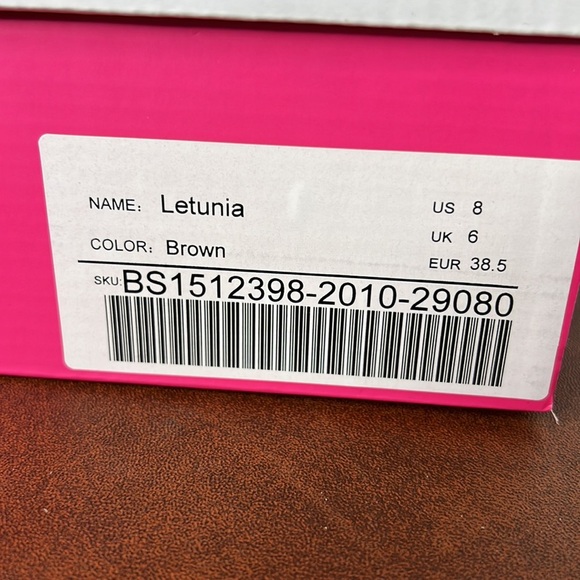 NAME: Letunia US 8
UK 6
COLOR: Brown EUR 38.5
SKU:BS1512398-2010-29080